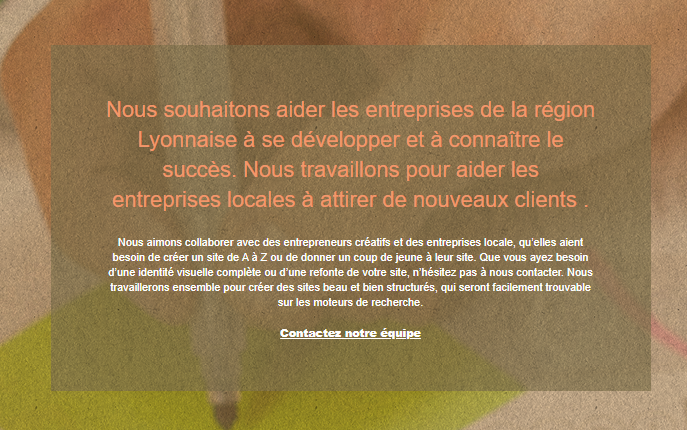 Nous souhaitons aider les entreprises de la région
Lyonnaise à se développer et à connaître le
succès. Nous travaillons pour aider les
entreprises locales à attirer de nouveaux clients .
Nous aimons collaborer avec des entrepreneurs créatifs et des entreprises locale, qu'elles aient
besoin de créer un site de A à Z ou de donner un coup de jeune à leur site. Que vous ayez besoin
d'une identité visuelle complète ou d'une refonte de votre site, n'hésitez pas à nous contacter. Nous
travaillerons ensemble pour créer des sites beau et bien structurés, qui seront facilement trouvable
sur les moteurs de recherche.
Contactez notre équipe